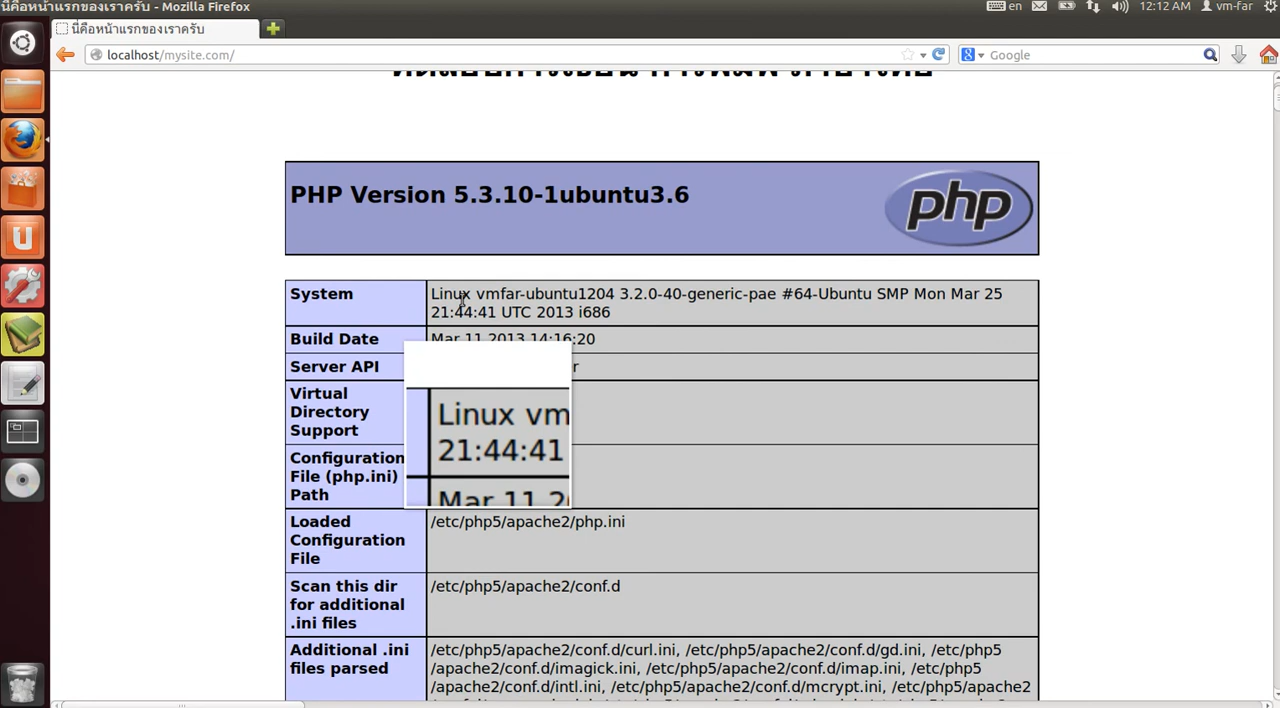 นี่คือหน้าแรกของเราครับ - Mozilla Firefox
en
12:12 AM
vm-far
นี่คือหน้าแรกของเราครับ
localhost/mysite.com/
Google
PHP Version 5.3.10-1ubuntu3.6
php
System
Linux vmfar-ubuntu1204 3.2.0-40-generic-pae #64-Ubuntu SMP Mon Mar 25
21:44:41 UTC 2013 i686
Build Date
Mar 11 2013 14:16:20
Server API
r
Virtual
Directory
Support
Linux vm
21:44:41
Mar 11 20
Configuration
File (php.ini)
Path
Loaded
Configuration
File
/etc/php5/apache2/php.ini
Scan this dir
for additional
.ini files
/etc/php5/apache2/conf.d
Additional .ini
files parsed
/etc/php5/apache2/conf.d/curl.ini, /etc/php5/apache2/conf.d/gd.ini, /etc/php5
/apache2/conf.d/imagick.ini, /etc/php5/apache2/conf.d/imap.ini, /etc/php5
/apache2/conf.d/intl.ini, /etc/php5/apache2/conf.d/mcrypt.ini, /etc/php5/apache2